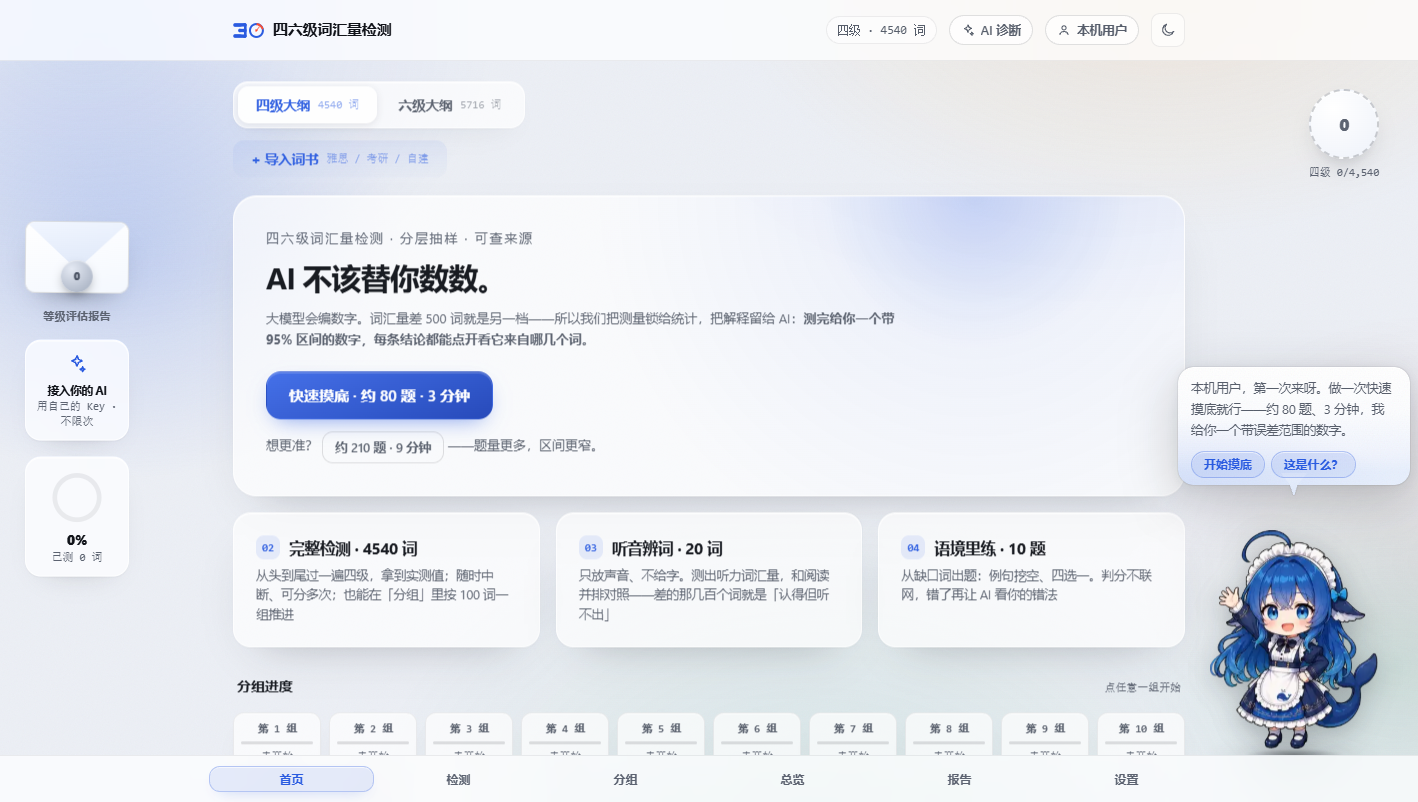 四六级词汇量检测
四级 · 4540 词
AI 诊断
本机用户
四级大纲 4540 词
六级大纲 5716 词
+ 导入词书 雅思 / 考研 / 自建
0
四级 0/4,540
四六级词汇量检测 · 分层抽样 · 可查来源
AI 不该替你数数。
大模型会编数字。词汇量差 500 词就是另一档——所以我们把测量锁给统计，把解释留给 AI：测完给你一个带
95% 区间的数字，每条结论都能点开看它来自哪几个词。
快速摸底 · 约 80 题 · 3 分钟
想更准？ 约 210 题 · 9 分钟 ——题量更多，区间更窄。
0
等级评估报告
接入你的 AI
用自己的 Key ·
不限次
0%
已测 0 词
本机用户，第一次来呀。做一次快速
摸底就行——约 80 题、3 分钟，我
给你一个带误差范围的数字。
开始摸底 这是什么？
02 完整检测 · 4540 词
从头到尾过一遍四级，拿到实测值；随时中
断、可分多次；也能在「分组」里按 100 词一
组推进
03 听音辨词 · 20 词
只放声音、不给字。测出听力词汇量，和阅读
并排对照——差的那几百个词就是「认得但听
不出」
04 语境里练 · 10 题
从缺口词出题：例句挖空、四选一。判分不联
网，错了再让 AI 看你的错法
分组进度
点任意一组开始
第 1 组
第 2 组
第 3 组
第 4 组
第 5 组
第 6 组
第 7 组
第 8 组
第 9 组
第 10 组
首页
检测
分组
总览
报告
设置